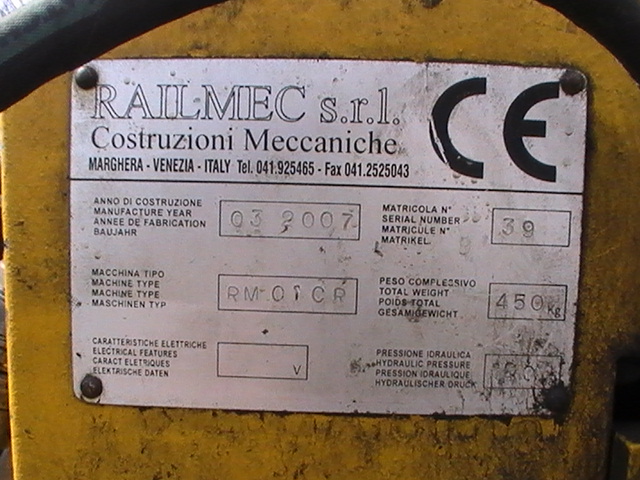 RAILMEC s.r.l.
Costruzioni Meccaniche
MARGHERA - VENEZIA - ITALY Tel. 041.925465 - Fax 041.2525043
CE
ANNO DI COSTRUZIONE
MANUFACTURE YEAR
ANNEE DE FABRICATION
BAUJAHR
03 2007
MATRICOLA N°
SERIAL NUMBER
MATRICULE N°
MATRIKEL
39
MACCHINA TIPO
MACHINE TYPE
MACHINE TYPE
MASCHINEN TYP
RM 01 CR
PESO COMPLESSIVO
TOTAL WEIGHT
POIDS TOTAL
GESAMTGEWICHT
450 Kg
CARATTERISTICHE ELETTRICHE
ELECTRICAL FEATURES
CARACT ELETRIQUES
ELEKTRISCHE DATEN
V
PRESSIONE IDRAULICA
HYDRAULIC PRESSURE
PRESSION IDRAULIQUE
HYDRAULISCHER DRUCK